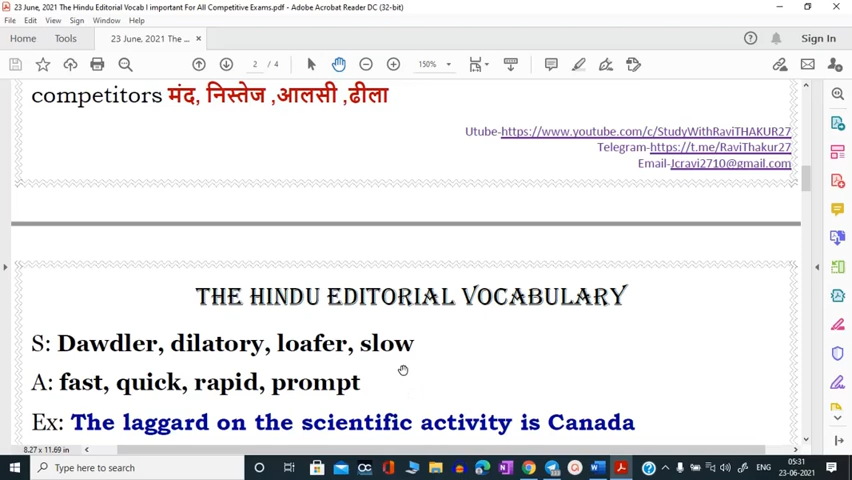 23 June, 2021 The Hindu Editorial Vocab I important For All Competitive Exams.pdf - Adobe Acrobat Reader DC (32-bit)
File Edit View Sign Window Help
Home Tools 23 June, 2021 The ... × Sign In
2 / 4 150%
competitors मंद, निस्तेज ,आलसी ,ढीला
Utube-https://www.youtube.com/c/StudyWithRaviTHAKUR27
Telegram-https://t.me/RaviThakur27
Email-Jcravi2710@gmail.com
THE HINDU EDITORIAL VOCABULARY
S: Dawdler, dilatory, loafer, slow
A: fast, quick, rapid, prompt
Ex: The laggard on the scientific activity is Canada
8.27 x 11.69 in
Type here to search
ENG 05:31
23-06-2021